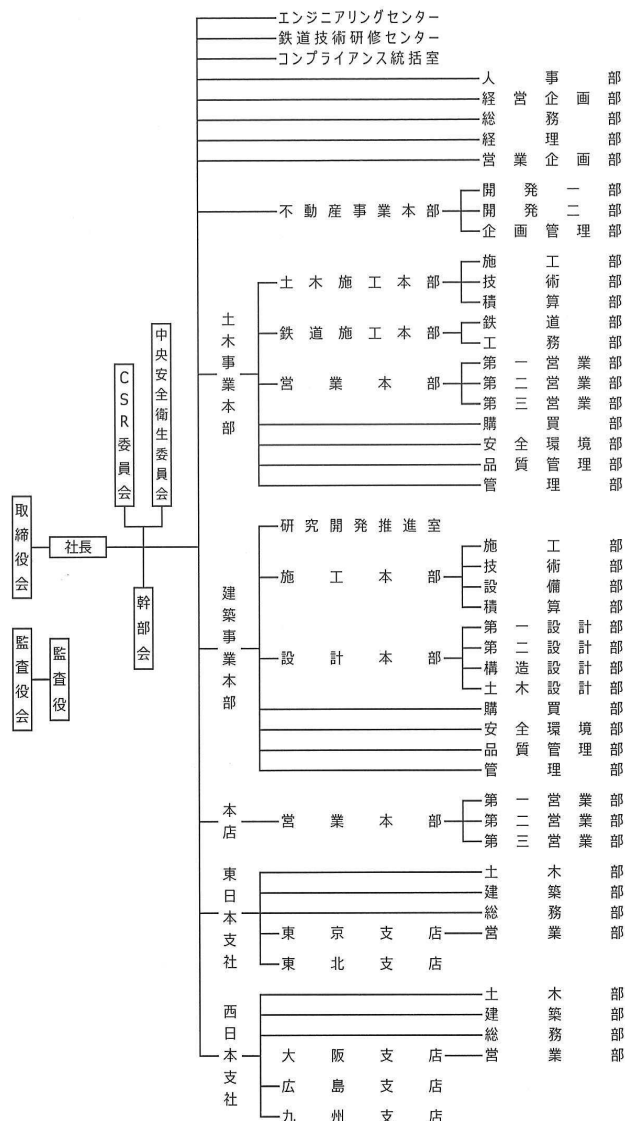 エンジニアリングセンター
鉄道技術研修センター
コンプライアンス統括室
人事部
経営企画部
総務部
経理部
営業企画部
不動産事業本部
開発一部
開発二部
企画管理部
土木事業本部
土木施工本部
施工部
技術部
積算部
鉄道施工本部
鉄道部
工務部
営業本部
第一営業部
第二営業部
第三営業部
購買部
安全環境部
品質管理部
管理部
中央安全衛生委員会
CSR委員会
取締役会
社長
幹部会
監査役会
監査役
建築事業本部
研究開発推進室
施工本部
施工部
技術部
設備部
積算部
設計本部
第一設計部
第二設計部
構造設計部
土木設計部
購買部
安全環境部
品質管理部
管理部
本店
営業本部
第一営業部
第二営業部
第三営業部
東日本支社
土木部
建築部
総務部
東京支店
営業部
東北支店
西日本支社
土木部
建築部
総務部
大阪支店
営業部
広島支店
九州支店